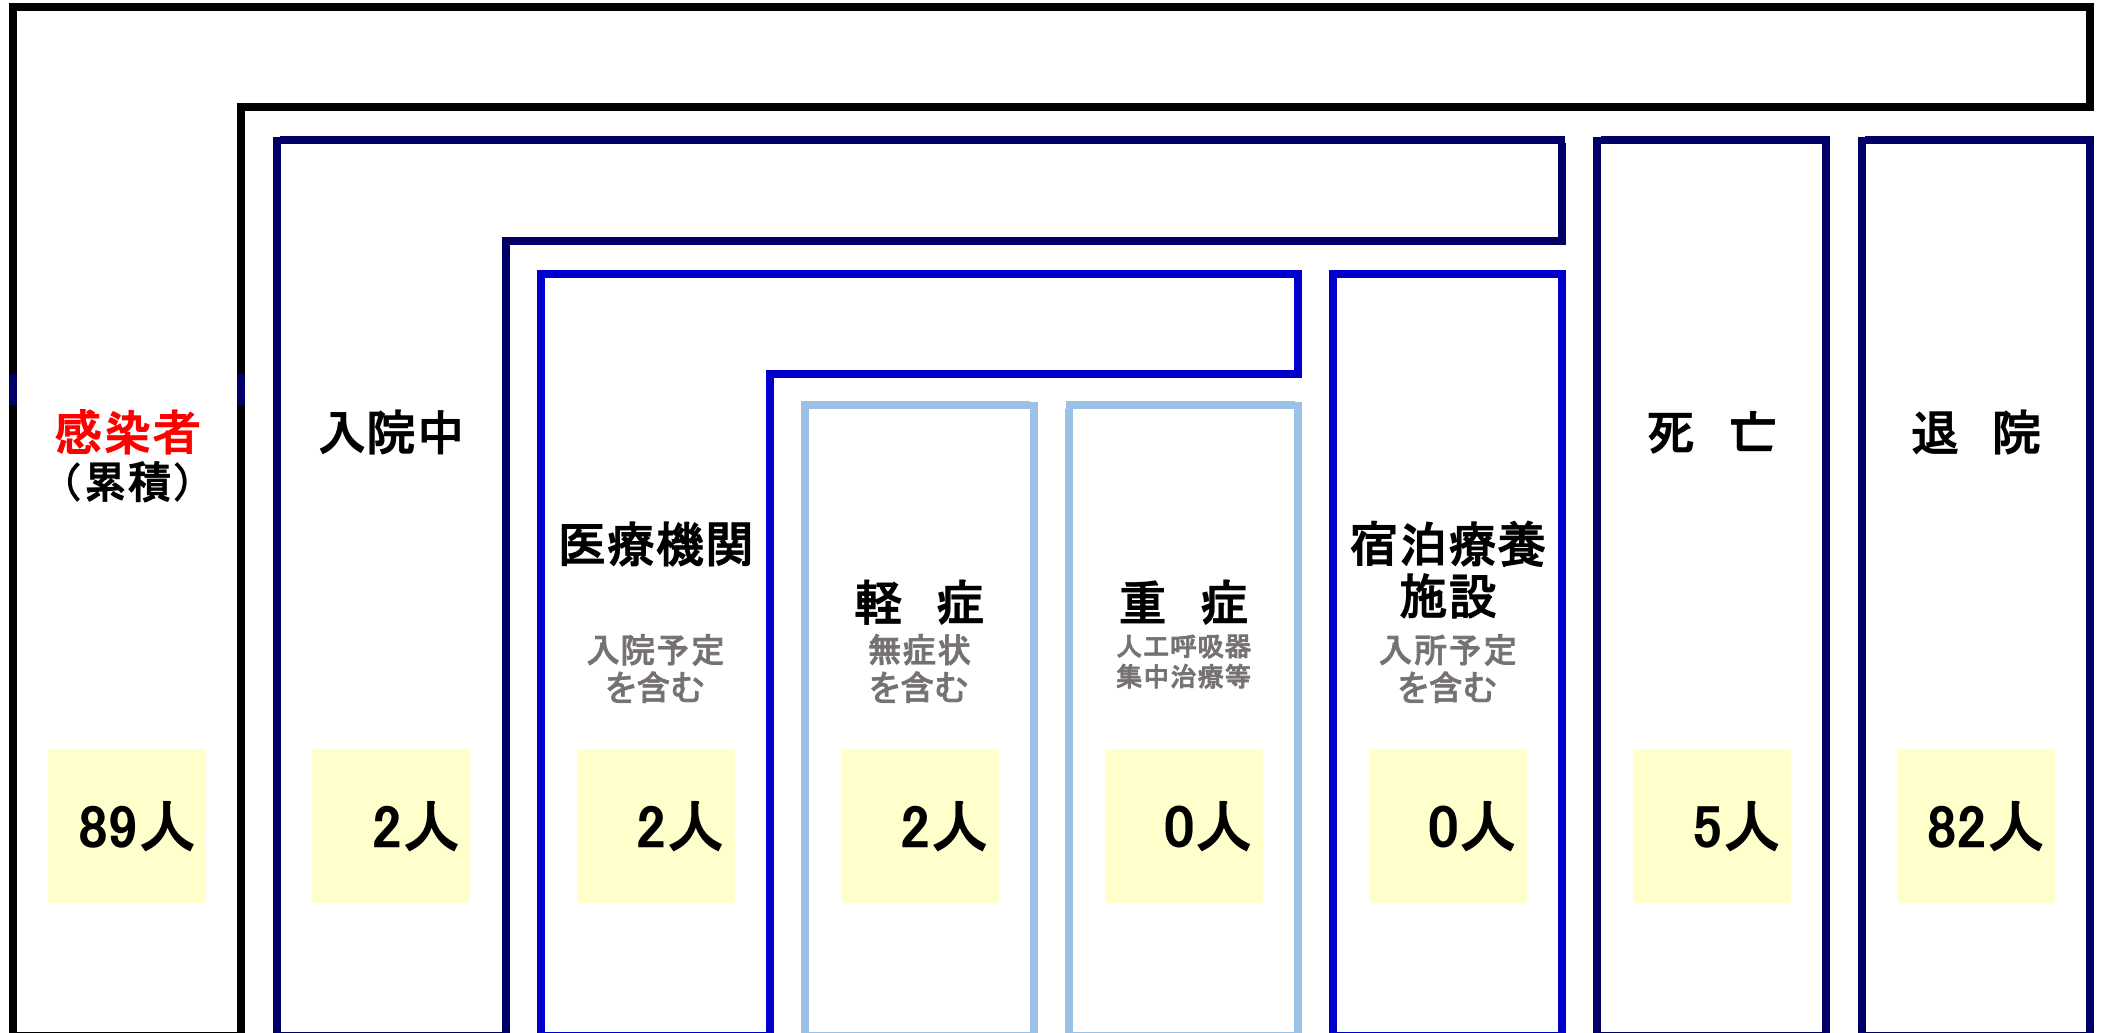 感染者
（累積）
89人
入院中
2人
医療機関
入院予定
を含む
2人
軽　症
無症状
を含む
2人
重　症
人工呼吸器
集中治療等
0人
宿泊療養
施設
入所予定
を含む
0人
死　亡
5人
退　院
82人